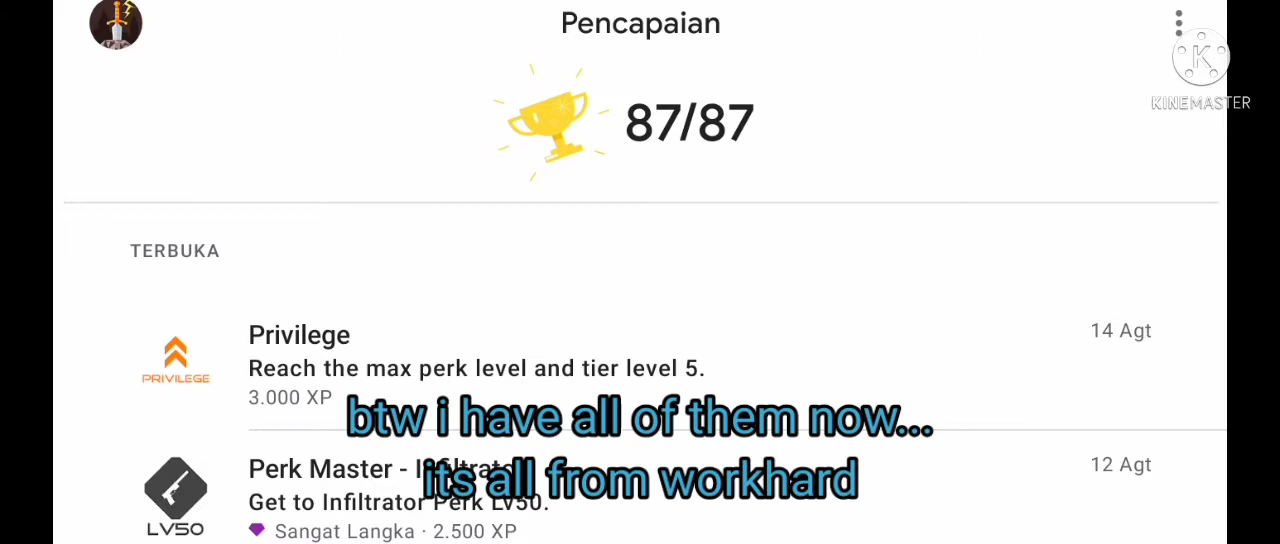 Pencapaian
K
KINEMASTER
87/87
TERBUKA
Privilege
14 Agt
Reach the max perk level and tier level 5.
PRIVILEGE
3.000 XP
btw i have all of them now...
Perk Master - Infiltrator
12 Agt
its all from workhard
Get to Infiltrator Perk LV50.
LV50
Sangat Langka · 2.500 XP